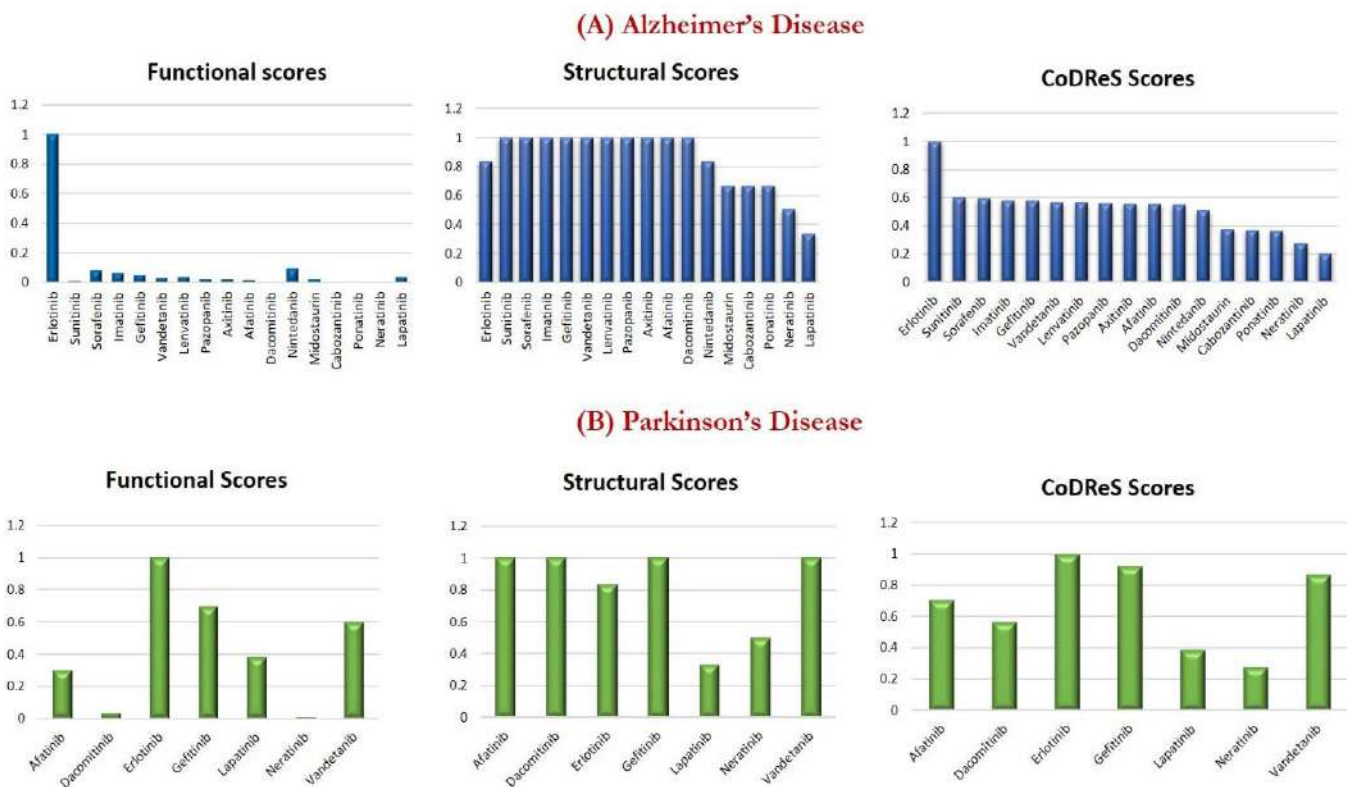 (A) Alzheimer's Disease
Functional scores
1.2
1
0.8
0.6
0.4
0.2
0
Erlotinib
Sunitinib
Sorafenib
Imatinib
Gefitinib
Vandetanib
Lenvatinib
Pazopanib
Axitinib
Afatinib
Dacomitinib
Nintedanib
Midostaurin
Cabozantinib
Ponatinib
Neratinib
Lapatinib
Structural Scores
1.2
1
0.8
0.6
0.4
0.2
0
Erlotinib
Sunitinib
Sorafenib
Imatinib
Gefitinib
Vandetanib
Lenvatinib
Pazopanib
Axitinib
Afatinib
Dacomitinib
Nintedanib
Midostaurin
Cabozantinib
Ponatinib
Neratinib
Lapatinib
CoDReS Scores
1.2
1
0.8
0.6
0.4
0.2
0
Erlotinib
Sunitinib
Sorafenib
Imatinib
Gefitinib
Vandetanib
Lenvatinib
Pazopanib
Axitinib
Afatinib
Dacomitinib
Nintedanib
Midostaurin
Cabozantinib
Ponatinib
Neratinib
Lapatinib
(B) Parkinson's Disease
Functional Scores
1.2
1
0.8
0.6
0.4
0.2
0
Afatinib
Dacomitinib
Erlotinib
Gefitinib
Lapatinib
Neratinib
Vandetanib
Structural Scores
1.2
1
0.8
0.6
0.4
0.2
0
Afatinib
Dacomitinib
Erlotinib
Gefitinib
Lapatinib
Neratinib
Vandetanib
CoDReS Scores
1.2
1
0.8
0.6
0.4
0.2
0
Afatinib
Dacomitinib
Erlotinib
Gefitinib
Lapatinib
Neratinib
Vandetanib